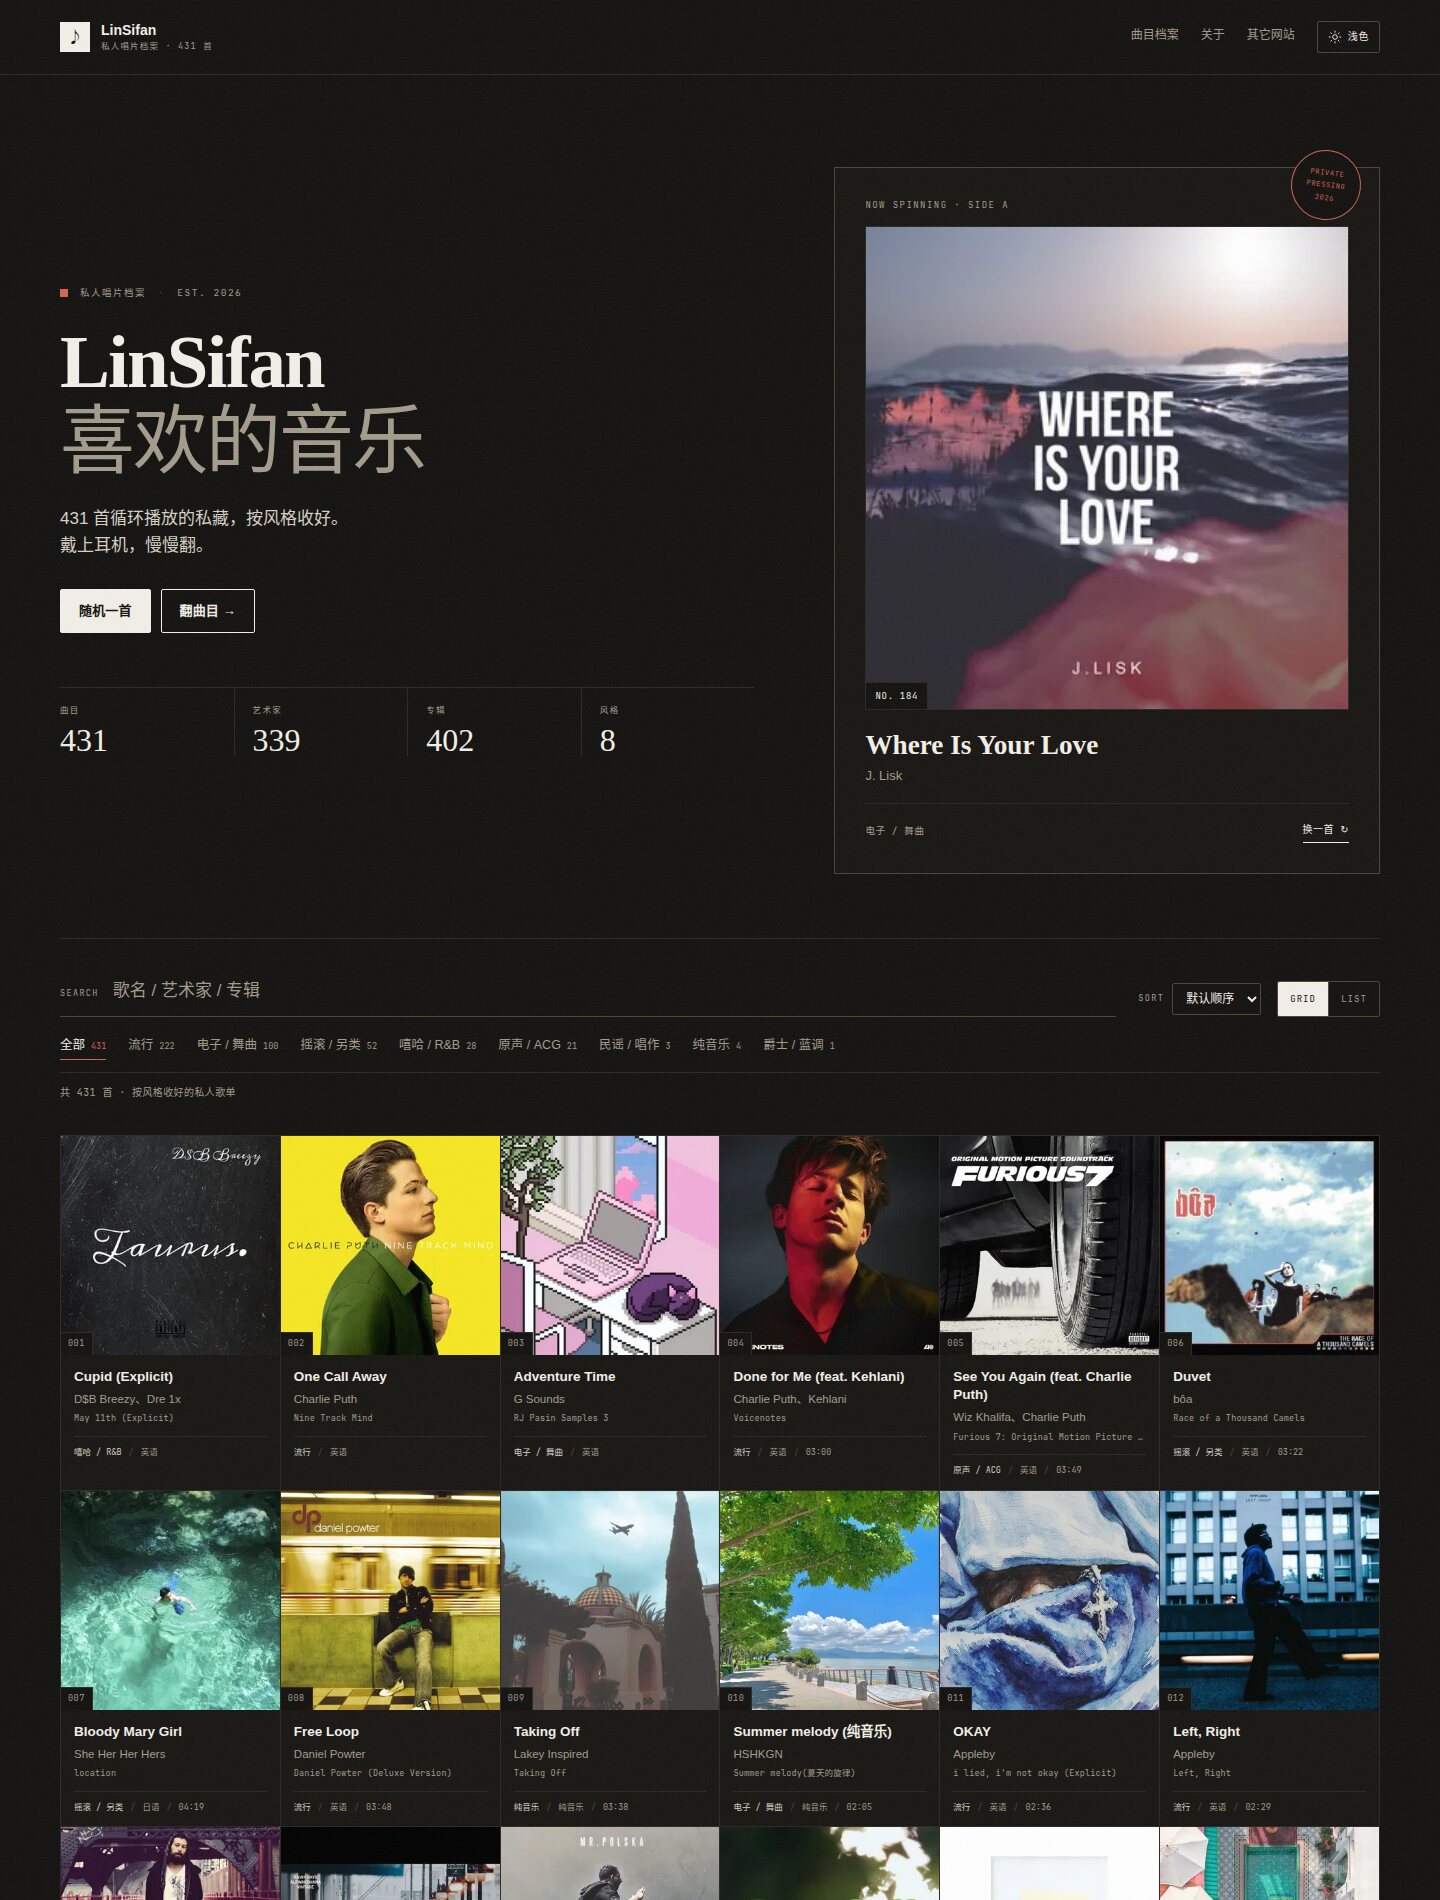 LinSifan
私人唱片档案 · 431 首
曲目档案
关于
其它网站
浅色
私人唱片档案 · EST. 2026
LinSifan
喜欢的音乐
431 首循环播放的私藏，按风格收好。
戴上耳机，慢慢翻。
随机一首
翻曲目 →
曲目
431
艺术家
339
专辑
402
风格
8
PRIVATE
PRESSING
2026
NOW SPINNING · SIDE A
WHERE
IS YOUR
LOVE
J.LISK
NO. 184
Where Is Your Love
J. Lisk
电子 / 舞曲
换一首 ↻
SEARCH 歌名 / 艺术家 / 专辑
SORT 默认顺序
GRID LIST
全部 431
流行 222
电子 / 舞曲 100
摇滚 / 另类 52
嘻哈 / R&B 28
原声 / ACG 21
民谣 / 唱作 3
纯音乐 4
爵士 / 蓝调 1
共 431 首 · 按风格收好的私人歌单
D$B Breezy
Taurus.
001
Cupid (Explicit)
D$B Breezy、Dre 1x
May 11th (Explicit)
嘻哈 / R&B / 英语
CHARLIE PUTH NINE TRACK MIND
002
One Call Away
Charlie Puth
Nine Track Mind
流行 / 英语
003
Adventure Time
G Sounds
RJ Pasin Samples 3
电子 / 舞曲 / 英语
NOTES
004
Done for Me (feat. Kehlani)
Charlie Puth、Kehlani
Voicenotes
流行 / 英语 / 03:00
ORIGINAL MOTION PICTURE SOUNDTRACK
FURIOUS7
005
See You Again (feat. Charlie
Puth)
Wiz Khalifa、Charlie Puth
Furious 7: Original Motion Picture …
原声 / ACG / 英语 / 03:49
bôa
THE RACE OF
A THOUSAND CAMELS
006
Duvet
bôa
Race of a Thousand Camels
摇滚 / 另类 / 英语 / 03:22
007
Bloody Mary Girl
She Her Her Hers
location
摇滚 / 另类 / 日语 / 04:19
dp
daniel powter
008
Free Loop
Daniel Powter
Daniel Powter (Deluxe Version)
流行 / 英语 / 03:48
009
Taking Off
Lakey Inspired
Taking Off
纯音乐 / 纯音乐 / 03:38
010
Summer melody (纯音乐)
HSHKGN
Summer melody(夏天的旋律)
电子 / 舞曲 / 纯音乐 / 02:05
011
OKAY
Appleby
i lied, i'm not okay (Explicit)
流行 / 英语 / 02:36
LEFT, RIGHT
012
Left, Right
Appleby
Left, Right
流行 / 英语 / 02:29
MR.POLSKA